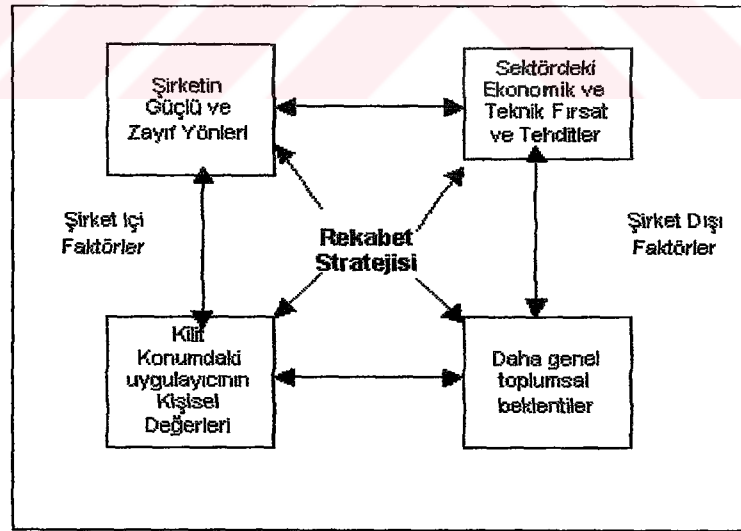 Şirketin
Güçlü ve
Zayıf Yönleri
Sektördeki
Ekonomik ve
Teknik Fırsat
ve Tehditler
Şirket İçi
Faktörler
Rekabet
Stratejisi
Şirket Dışı
Faktörler
Kilit
Konumdaki
uygulayıcının
Kişisel
Değerleri
Daha genel
toplumsal
beklentiler